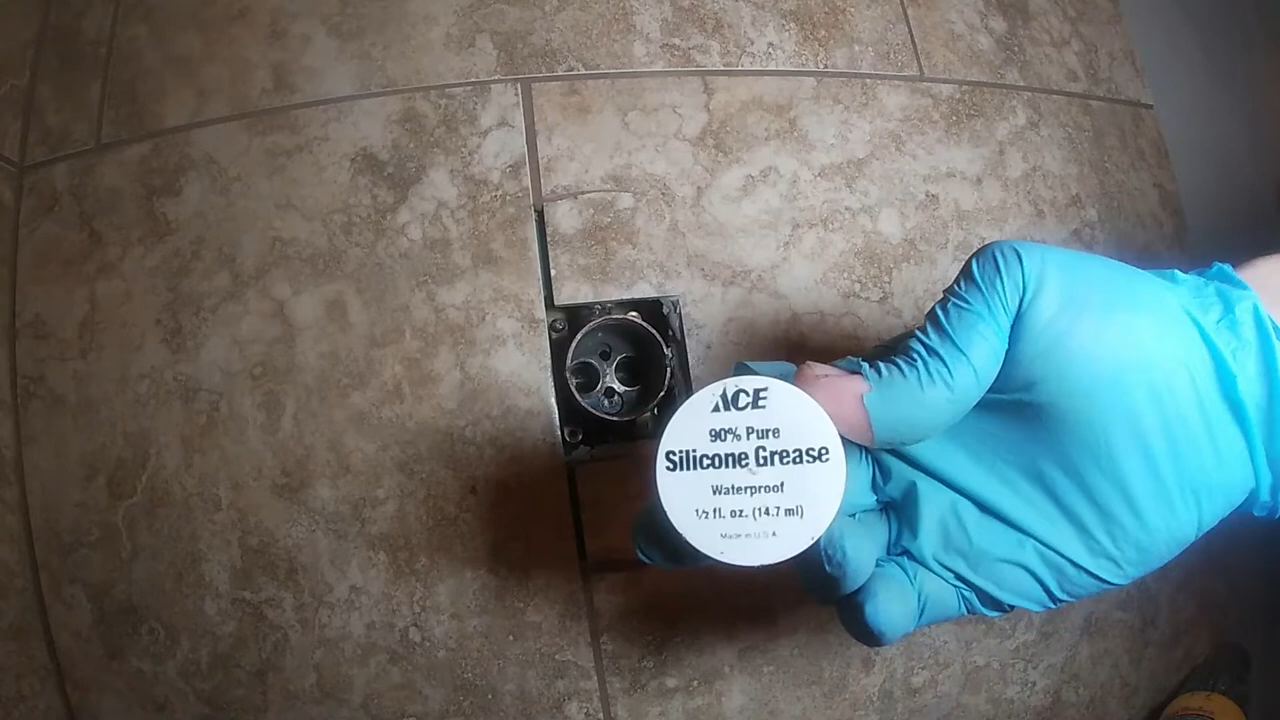 ACE
90% Pure
Silicone Grease
Waterproof
1/2 fl. oz. (14.7 ml)
Made in U.S.A.